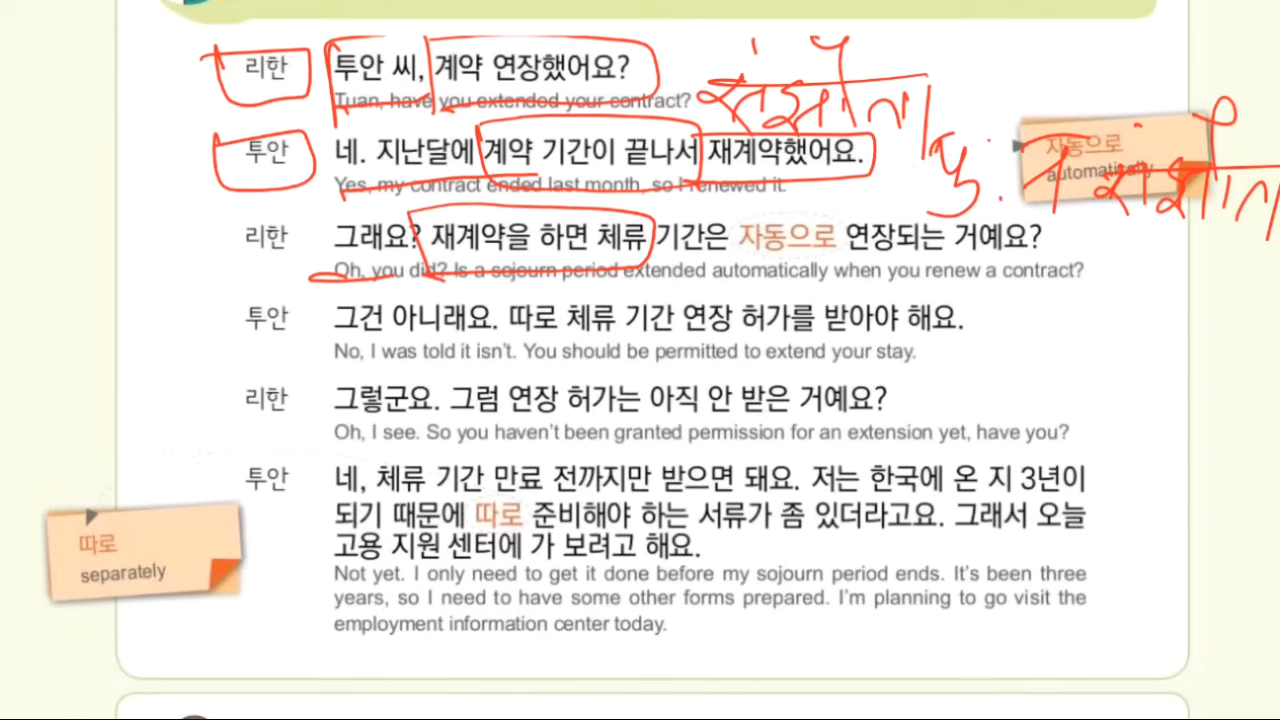 리한 투안 씨, 계약 연장했어요?
Tuan, have you extended your contract?
투안 네. 지난달에 계약 기간이 끝나서 재계약했어요.
Yes, my contract ended last month, so I renewed it.
자동으로
automatically
리한 그래요? 재계약을 하면 체류 기간은 자동으로 연장되는 거예요?
Oh, you did? Is a sojourn period extended automatically when you renew a contract?
투안 그건 아니래요. 따로 체류 기간 연장 허가를 받아야 해요.
No, I was told it isn't. You should be permitted to extend your stay.
리한 그렇군요. 그럼 연장 허가는 아직 안 받은 거예요?
Oh, I see. So you haven't been granted permission for an extension yet, have you?
투안 네, 체류 기간 만료 전까지만 받으면 돼요. 저는 한국에 온 지 3년이
되기 때문에 따로 준비해야 하는 서류가 좀 있더라고요. 그래서 오늘
고용 지원 센터에 가 보려고 해요.
Not yet. I only need to get it done before my sojourn period ends. It's been three
years, so I need to have some other forms prepared. I'm planning to go visit the
employment information center today.
따로
separately